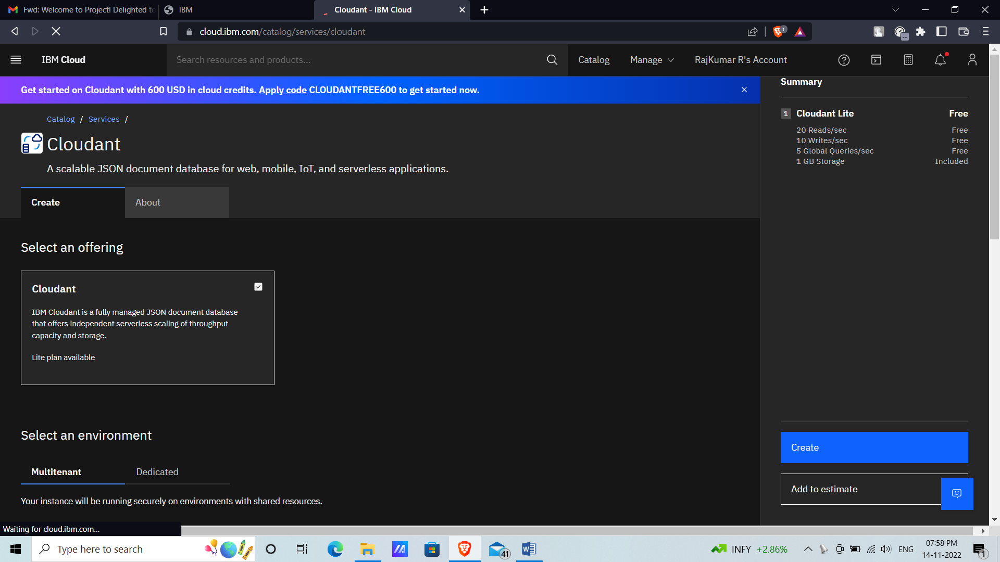 Fwd: Welcome to Project! Delighted to
IBM
Cloudant - IBM Cloud
cloud.ibm.com/catalog/services/cloudant
1
IBM Cloud
Search resources and products...
Catalog
Manage
RajKumar R's Account
Get started on Cloudant with 600 USD in cloud credits. Apply code CLOUDANTFREE600 to get started now.
Catalog / Services /
Cloudant
A scalable JSON document database for web, mobile, IoT, and serverless applications.
Create
About
Select an offering
Cloudant
IBM Cloudant is a fully managed JSON document database
that offers independent serverless scaling of throughput
capacity and storage.
Lite plan available
Select an environment
Multitenant
Dedicated
Your instance will be running securely on environments with shared resources.
Summary
1 Cloudant Lite Free
20 Reads/sec Free
10 Writes/sec Free
5 Global Queries/sec Free
1 GB Storage Included
Create
Add to estimate
Waiting for cloud.ibm.com...
Type here to search
41
INFY +2.86%
ENG
07:58 PM
14-11-2022
1